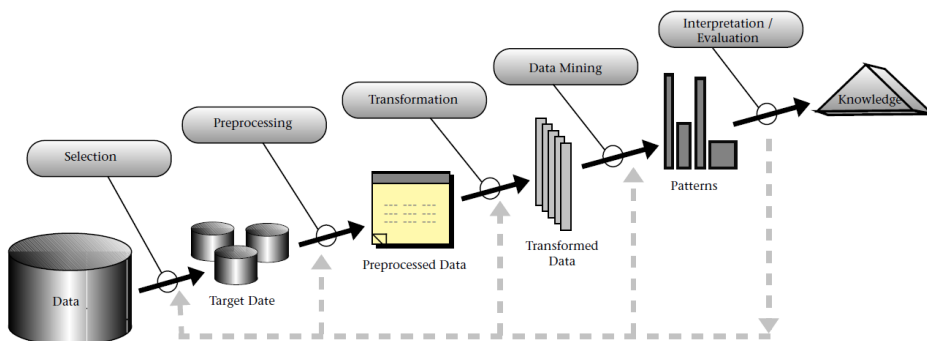 Interpretation /
Evaluation
Data Mining
Transformation
Preprocessing
Selection
Knowledge
Patterns
Transformed
Data
Preprocessed Data
Target Date
Data